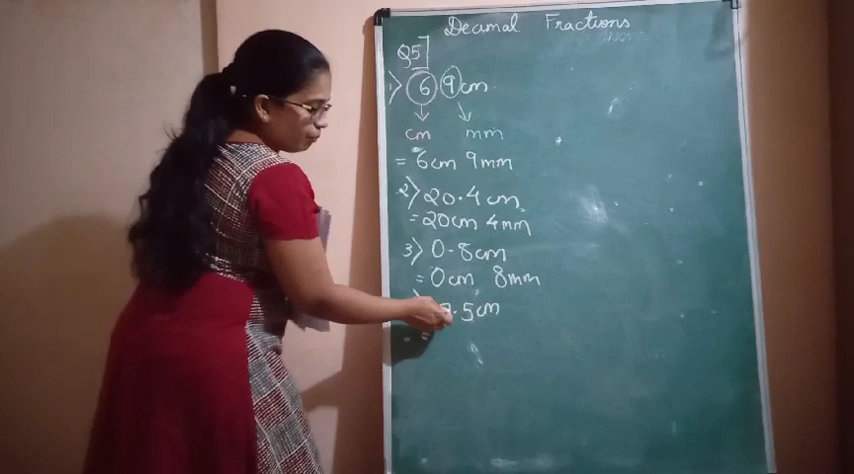 Decimal Fractions
Q5]
1) 6 9 cm
cm mm
= 6cm 9mm
2) 20.4 cm
= 20cm 4mm
3) 0.8cm
= 0cm 8mm
.5cm
=